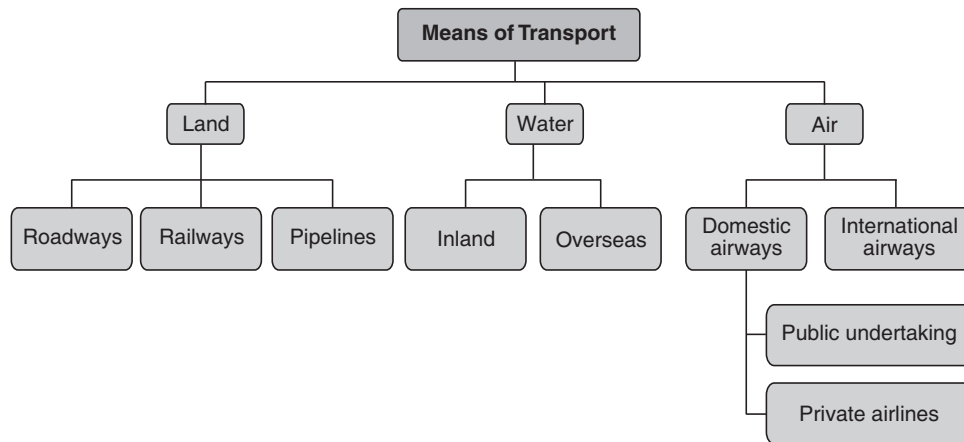 Means of Transport
Land
Water
Air
Roadways
Railways
Pipelines
Inland
Overseas
Domestic
airways
International
airways
Public undertaking
Private airlines